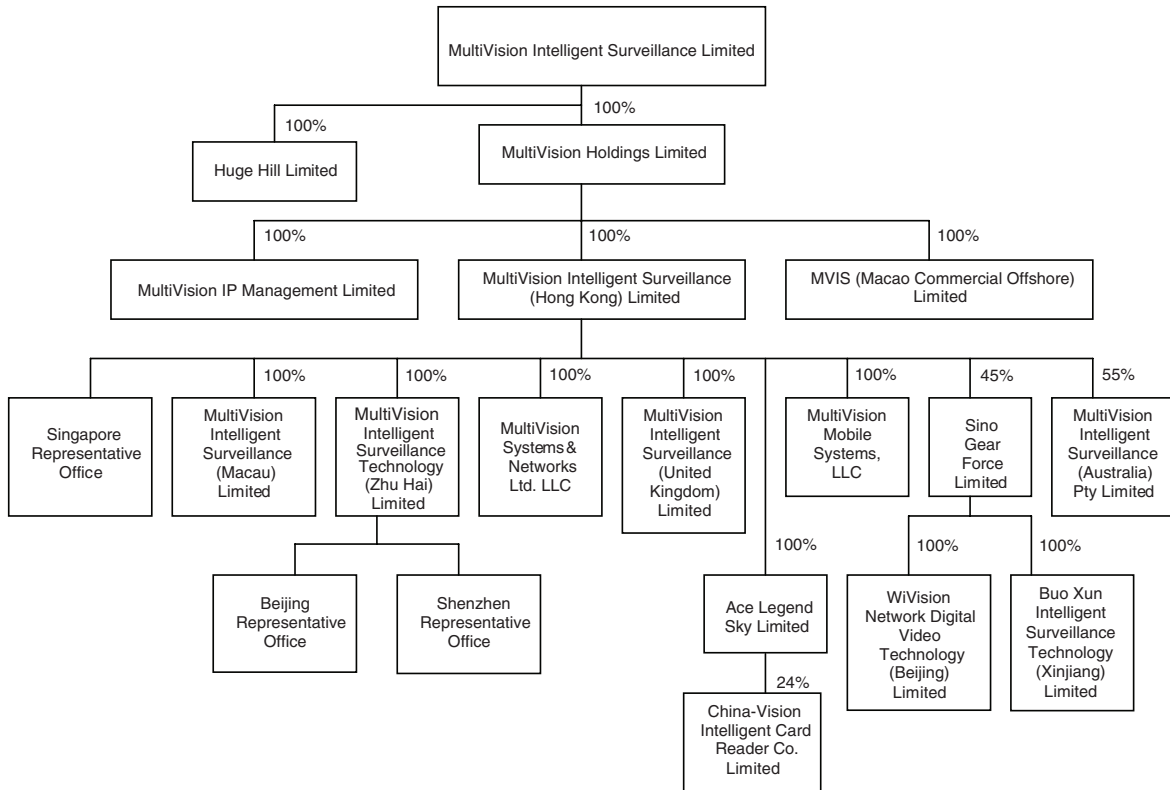 MultiVision Intelligent Surveillance Limited
100%
100%
Huge Hill Limited
MultiVision Holdings Limited
100%
100%
100%
MultiVision IP Management Limited
MultiVision Intelligent Surveillance
(Hong Kong) Limited
MVIS (Macao Commercial Offshore)
Limited
100%
100%
100%
100%
100%
45%
55%
Singapore
Representative
Office
MultiVision
Intelligent
Surveillance
(Macau)
Limited
MultiVision
Intelligent
Surveillance
Technology
(Zhu Hai)
Limited
MultiVision
Systems & Networks
Ltd. LLC
MultiVision
Intelligent
Surveillance
(United
Kingdom)
Limited
MultiVision
Mobile
Systems,
LLC
Sino
Gear
Force
Limited
MultiVision
Intelligent
Surveillance
(Australia)
Pty Limited
100%
100%
100%
Beijing
Representative
Office
Shenzhen
Representative
Office
Ace Legend
Sky Limited
WiVision
Network Digital
Video
Technology
(Beijing)
Limited
Buo Xun
Intelligent
Surveillance
Technology
(Xinjiang)
Limited
24%
China-Vision
Intelligent Card
Reader Co.
Limited